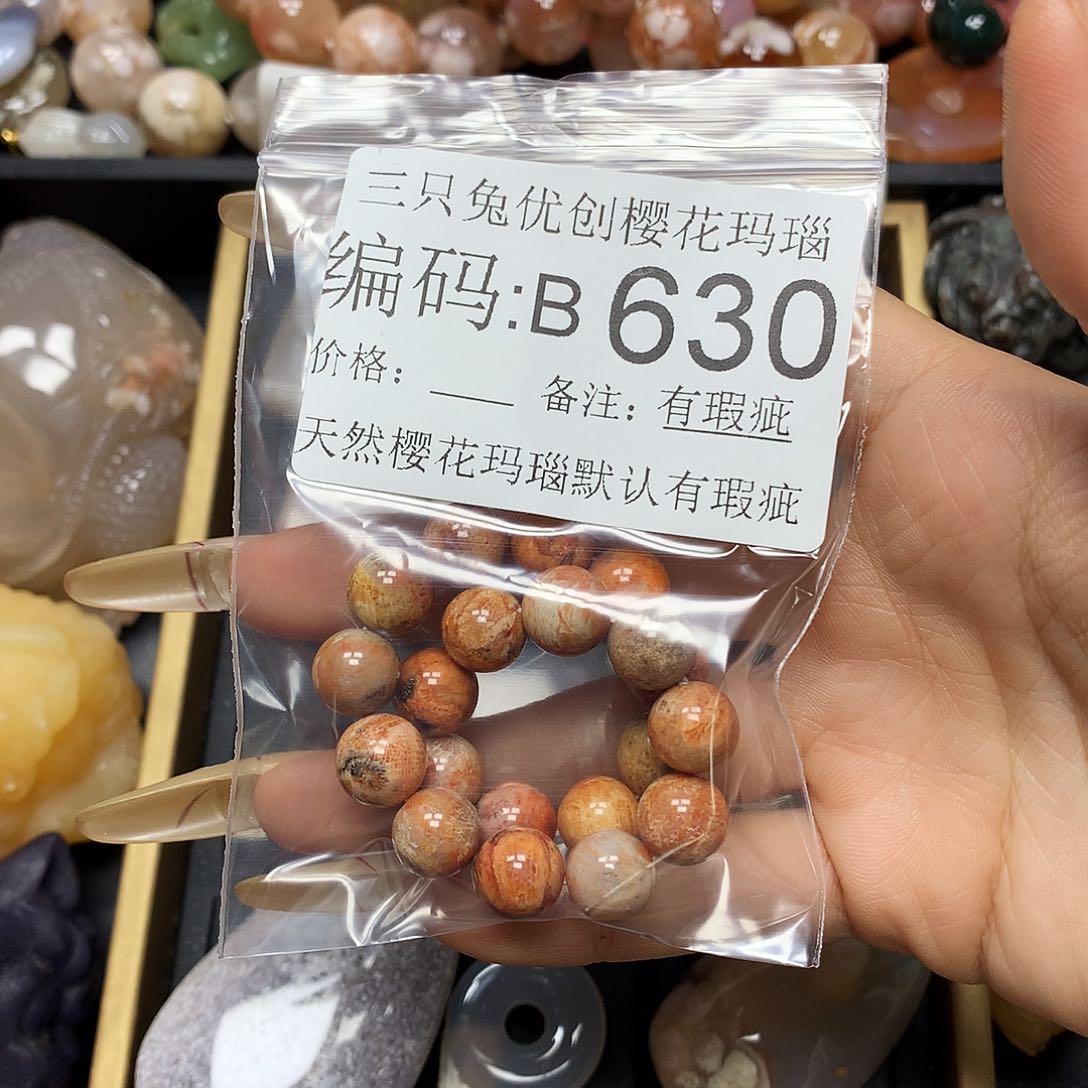 三只兔优创樱花玛瑙
编码:B 630
价格: ___ 备注: 有瑕疵
天然樱花玛瑙默认有瑕疵